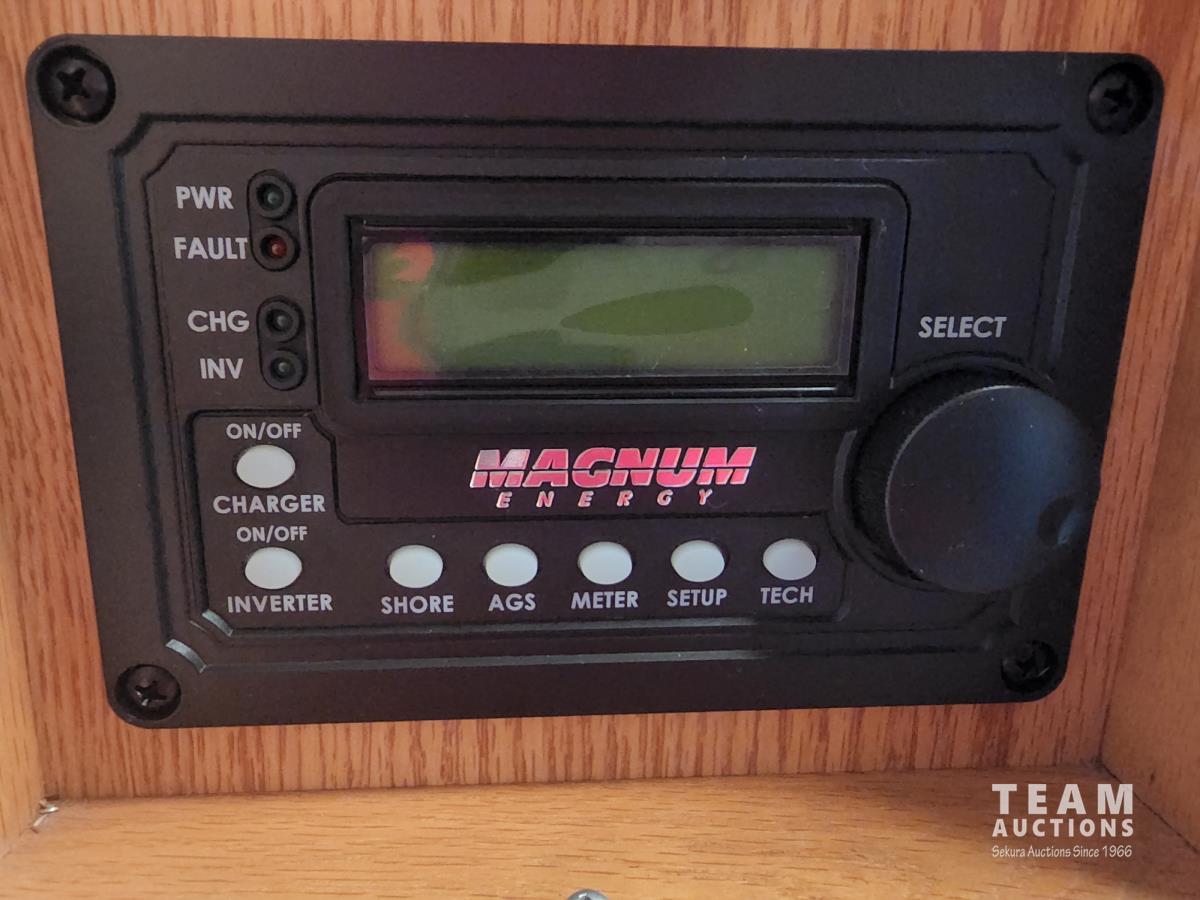 PWR
FAULT
CHG
INV
SELECT
ON/OFF
CHARGER
MAGNUM
ENERGY
ON/OFF
INVERTER
SHORE
AGS
METER
SETUP
TECH
TEAM
AUCTIONS
Sekura Auctions Since 1966